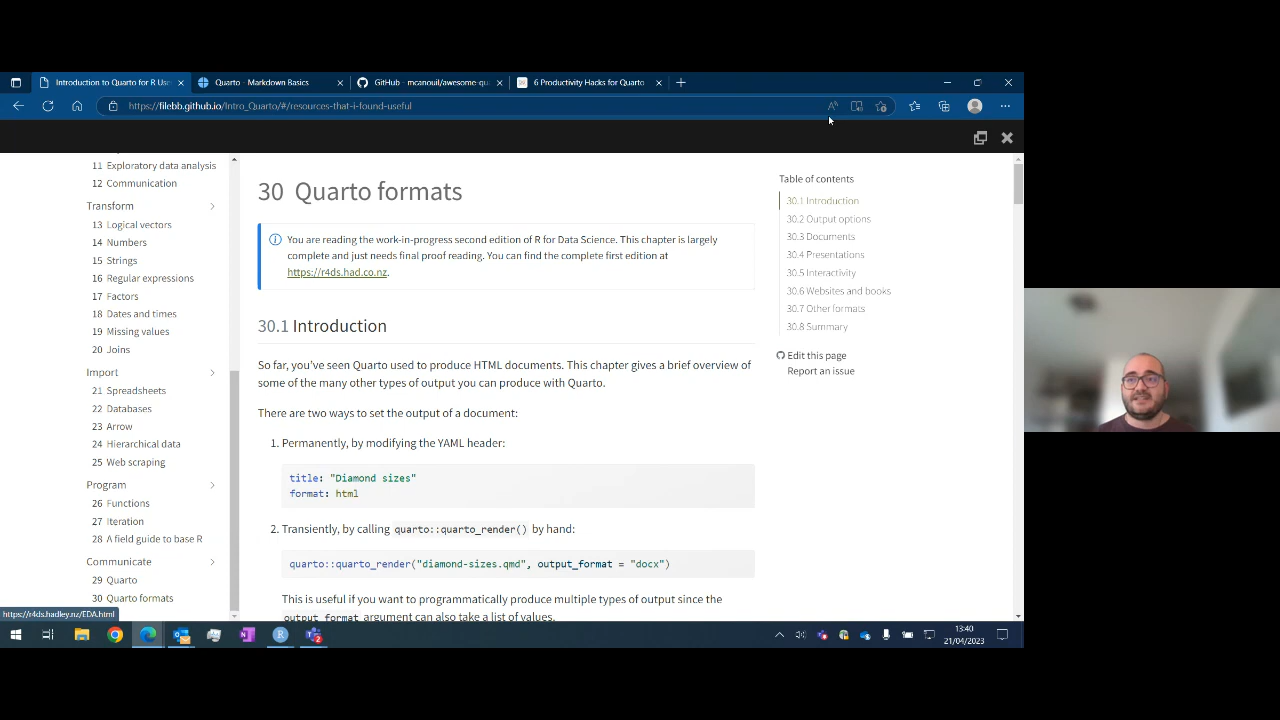 Introduction to Quarto for R Use
Quarto - Markdown Basics
GitHub - mcanouil/awesome-qu
6 Productivity Hacks for Quarto
https://filebb.github.io/Intro_Quarto/#/resources-that-i-found-useful
11 Exploratory data analysis
12 Communication
Transform
13 Logical vectors
14 Numbers
15 Strings
16 Regular expressions
17 Factors
18 Dates and times
19 Missing values
20 Joins
Import
21 Spreadsheets
22 Databases
23 Arrow
24 Hierarchical data
25 Web scraping
Program
26 Functions
27 Iteration
28 A field guide to base R
Communicate
29 Quarto
30 Quarto formats
https://r4ds.hadley.nz/EDA.html
30 Quarto formats
You are reading the work-in-progress second edition of R for Data Science. This chapter is largely
complete and just needs final proof reading. You can find the complete first edition at
https://r4ds.had.co.nz.
30.1 Introduction
So far, you've seen Quarto used to produce HTML documents. This chapter gives a brief overview of
some of the many other types of output you can produce with Quarto.
There are two ways to set the output of a document:
1. Permanently, by modifying the YAML header:
title: "Diamond sizes"
format: html
2. Transiently, by calling quarto::quarto_render() by hand:
quarto::quarto_render("diamond-sizes.qmd", output_format = "docx")
This is useful if you want to programmatically produce multiple types of output since the
output_format argument can also take a list of values.
Table of contents
30.1 Introduction
30.2 Output options
30.3 Documents
30.4 Presentations
30.5 Interactivity
30.6 Websites and books
30.7 Other formats
30.8 Summary
Edit this page
Report an issue
13:40
21/04/2023